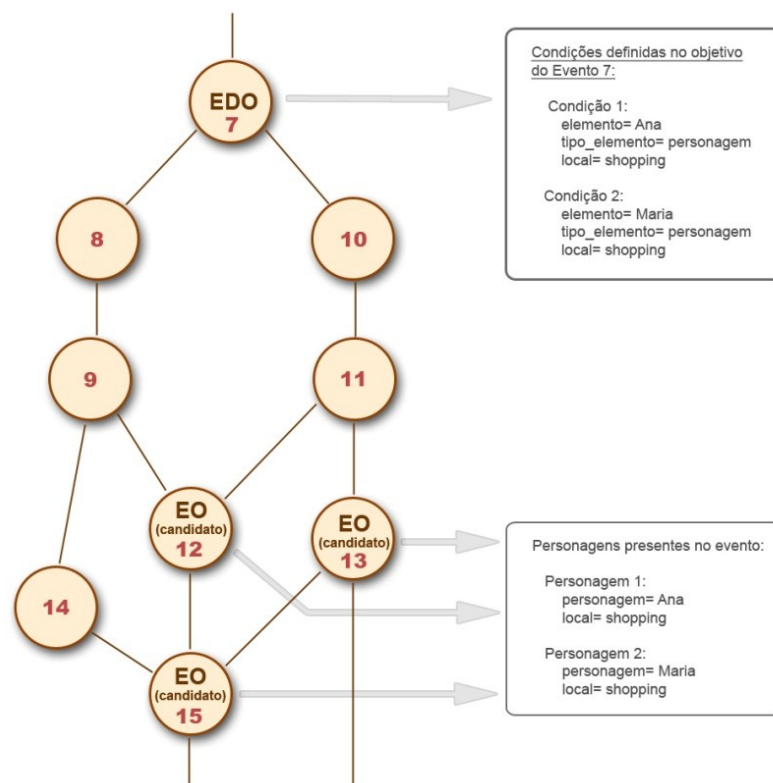 EDO
7
Condições definidas no objetivo
do Evento 7:
Condição 1:
elemento= Ana
tipo_elemento= personagem
local= shopping
Condição 2:
elemento= Maria
tipo_elemento= personagem
local= shopping
8
10
9
11
EO
(candidato)
12
EO
(candidato)
13
14
EO
(candidato)
15
Personagens presentes no evento:
Personagem 1:
personagem= Ana
local= shopping
Personagem 2:
personagem= Maria
local= shopping